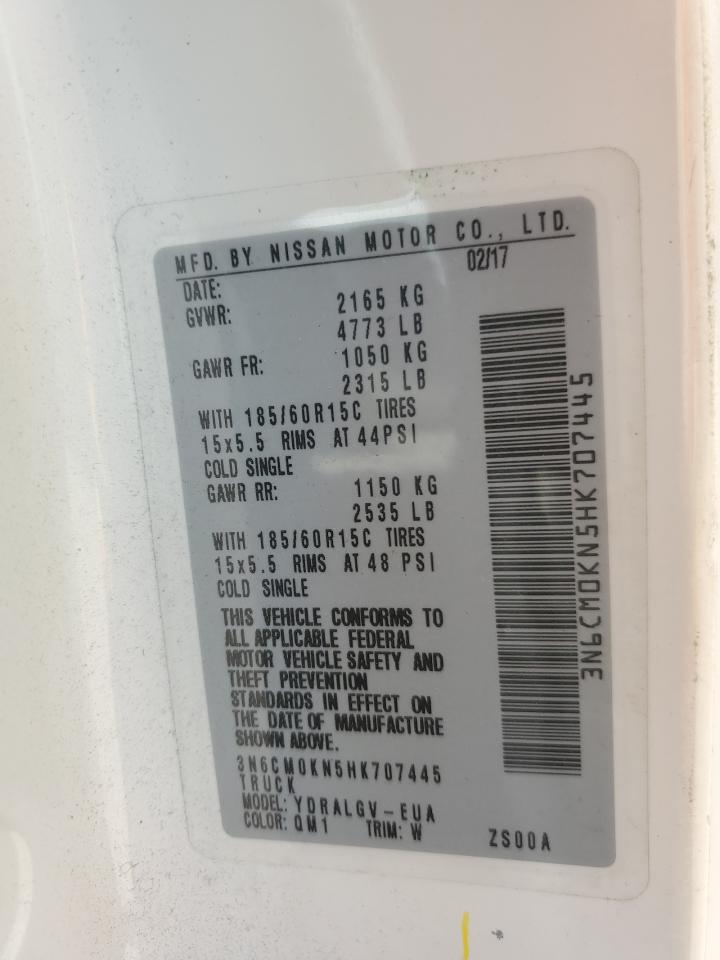 MFD. BY NISSAN MOTOR CO., LTD.
DATE: 02/17
GVWR: 2165 KG
4773 LB
GAWR FR: 1050 KG
2315 LB
WITH 185/60R15C TIRES
15x5.5 RIMS AT 44PSI
COLD SINGLE
GAWR RR: 1150 KG
2535 LB
WITH 185/60R15C TIRES
15x5.5 RIMS AT 48 PSI
COLD SINGLE
THIS VEHICLE CONFORMS TO
ALL APPLICABLE FEDERAL
MOTOR VEHICLE SAFETY AND
THEFT PREVENTION
STANDARDS IN EFFECT ON
THE DATE OF MANUFACTURE
SHOWN ABOVE.
3N6CM0KN5HK707445
TRUCK
MODEL: YDRALGV-EUA
COLOR: QM1 TRIM: W ZS00A
3N6CM0KN5HK707445